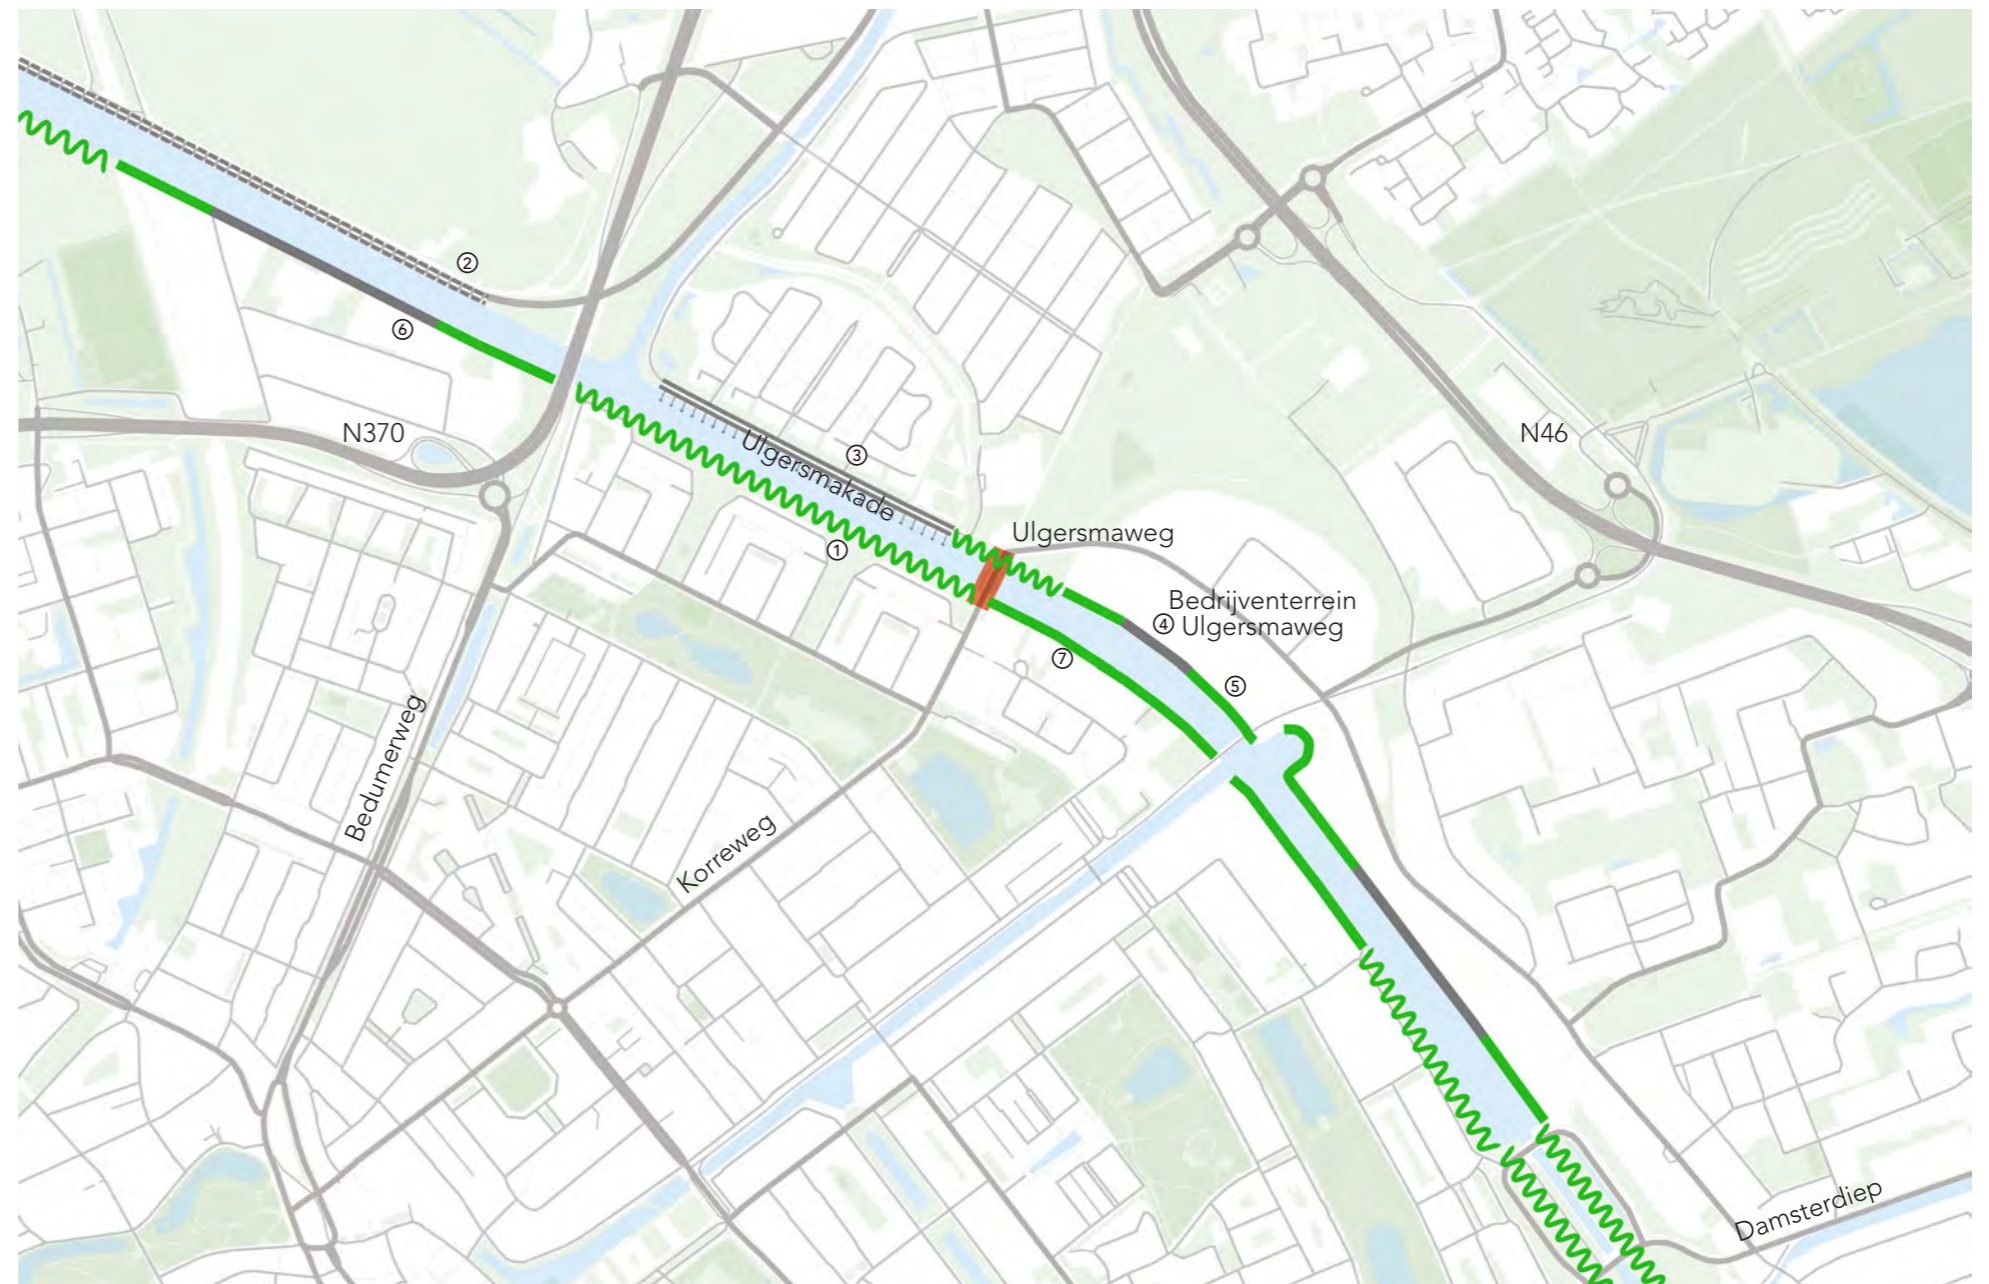 ②
⑥
N370
N46
③
Ulgersmakade
Ulgersmaweg
①
Bedrijventerrein
④ Ulgersmaweg
⑦
⑤
Bedumerweg
Korreweg
Damsterdiep